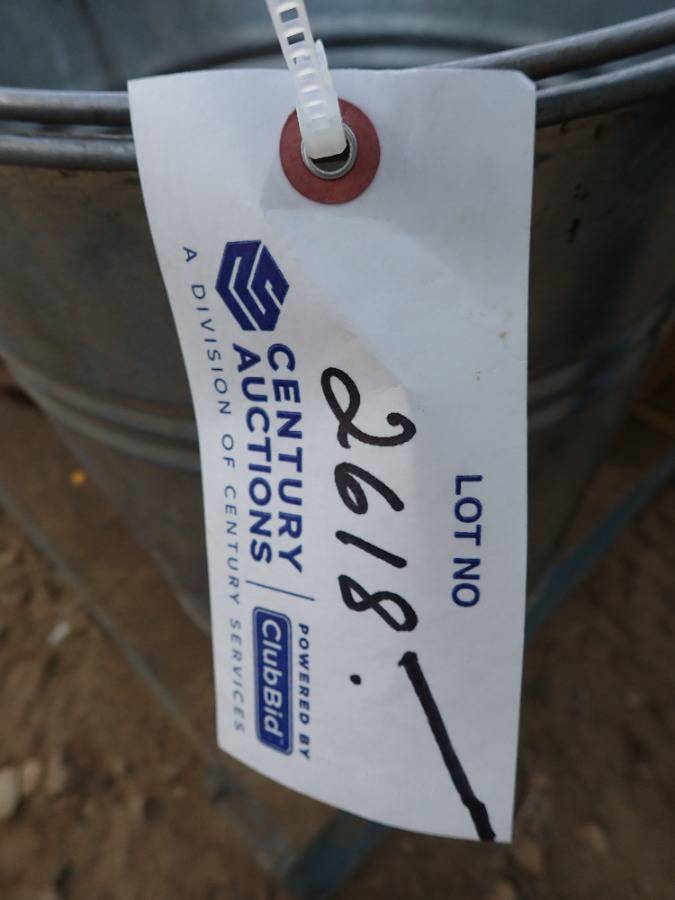 LOT NO
2618.
CENTURY
AUCTIONS
A DIVISION OF CENTURY SERVICES
POWERED BY
ClubBid